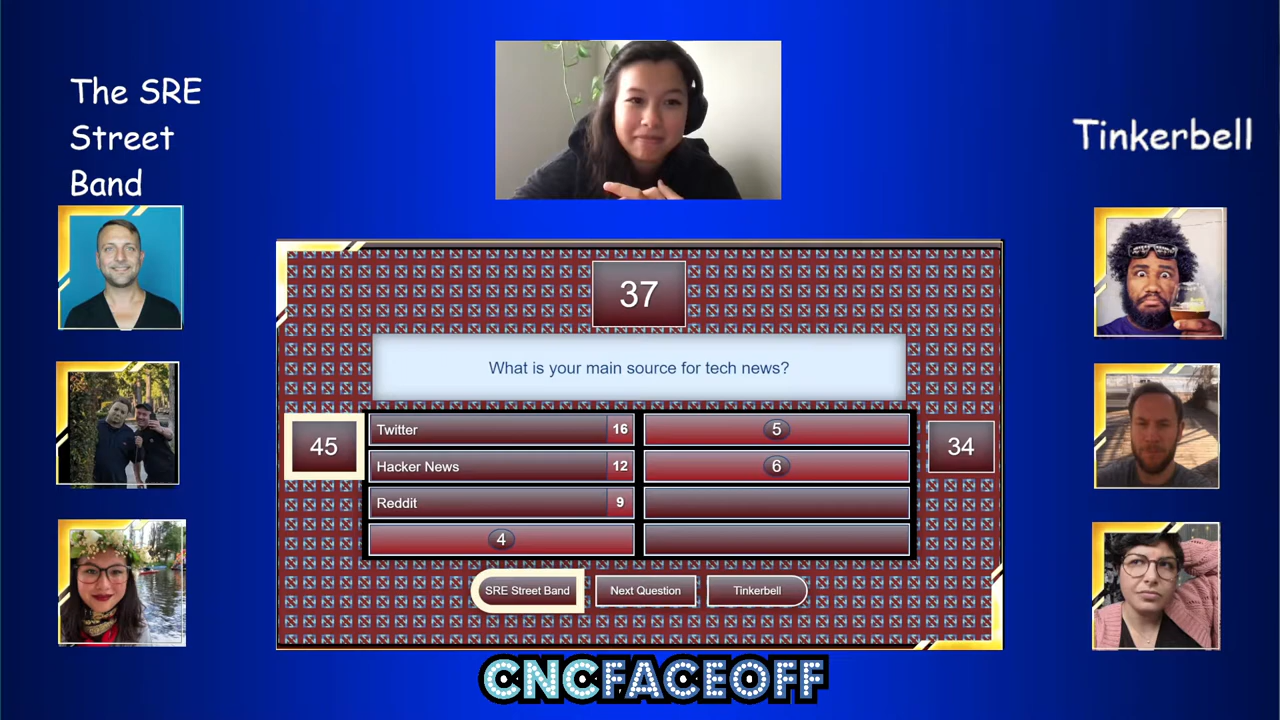 The SRE
Street
Band
Tinkerbell
37
What is your main source for tech news?
45
34
Twitter 16
5
Hacker News 12
6
Reddit 9
4
SRE Street Band
Next Question
Tinkerbell
CNCFACEOFF